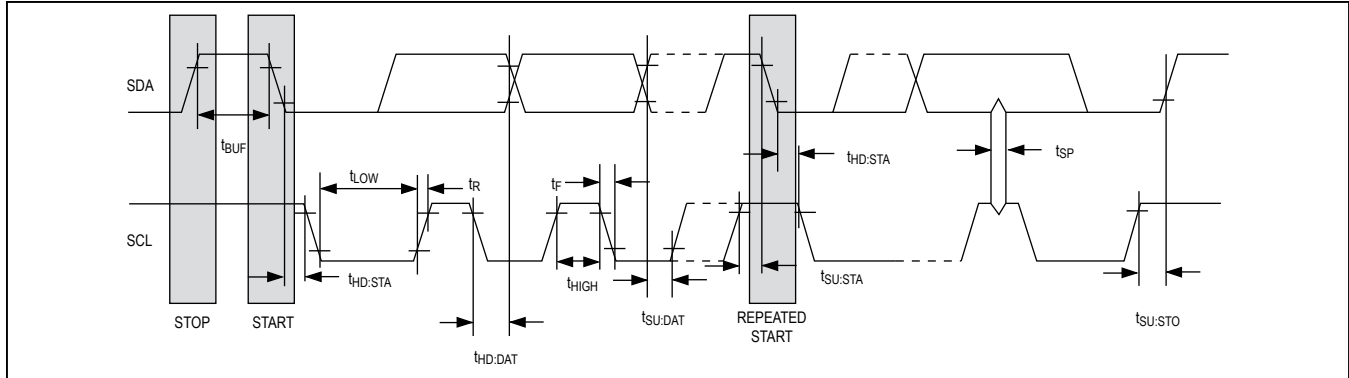 SDA
tBUF
tLOW
tR
tF
tHD:STA
tSP
SCL
tHD:STA
tHIGH
tSU:STA
tSU:DAT
tSU:STO
STOP
START
REPEATED
START
tHD:DAT